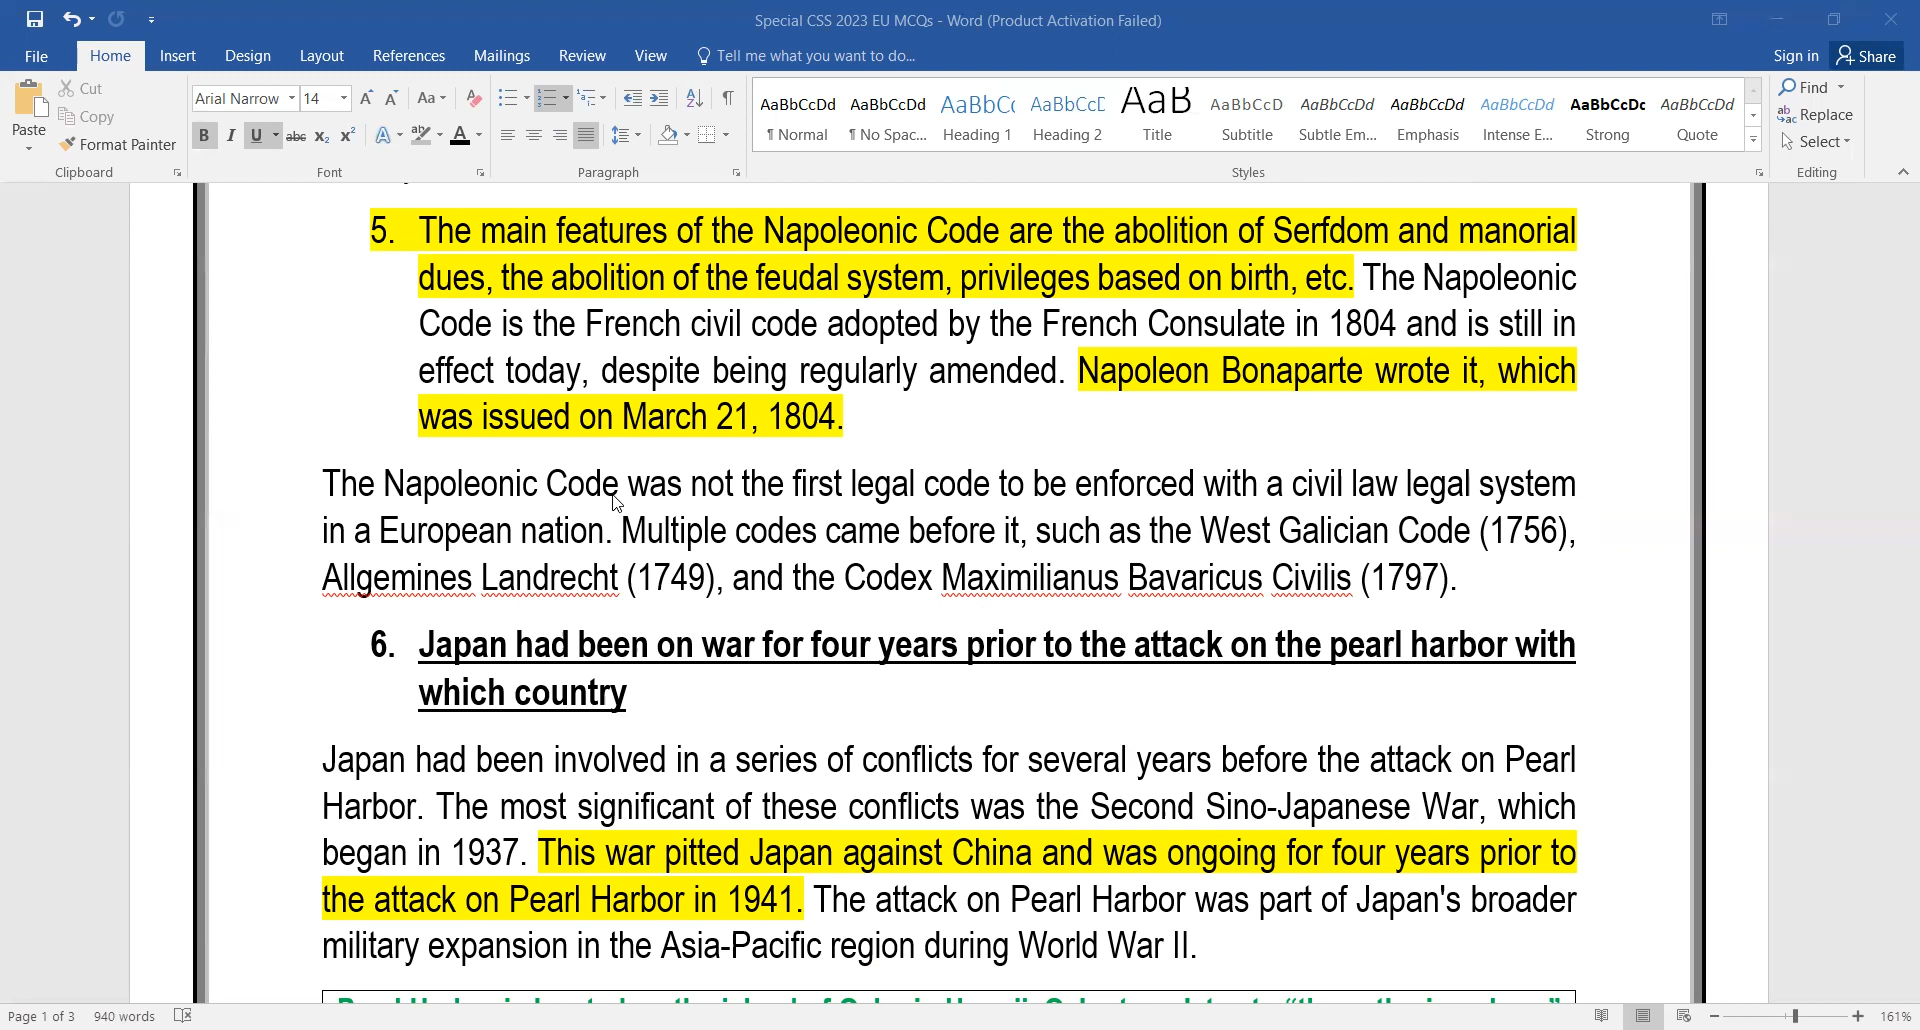 Special CSS 2023 EU MCQs - Word (Product Activation Failed)
File Home Insert Design Layout References Mailings Review View Tell me what you want to do... Sign in Share
Paste
Cut
Copy
Format Painter
Clipboard
Arial Narrow 14
Font
Paragraph
AaBbCcDd AaBbCcDd AaBbC AaBbCcC AaB AaBbCcD AaBbCcDd AaBbCcDd AaBbCcDd AaBbCcDc AaBbCcDd
¶ Normal ¶ No Spac... Heading 1 Heading 2 Title Subtitle Subtle Em... Emphasis Intense E... Strong Quote
Styles
Find
Replace
Select
Editing
5. The main features of the Napoleonic Code are the abolition of Serfdom and manorial
dues, the abolition of the feudal system, privileges based on birth, etc. The Napoleonic
Code is the French civil code adopted by the French Consulate in 1804 and is still in
effect today, despite being regularly amended. Napoleon Bonaparte wrote it, which
was issued on March 21, 1804.
The Napoleonic Code was not the first legal code to be enforced with a civil law legal system
in a European nation. Multiple codes came before it, such as the West Galician Code (1756),
Allgemines Landrecht (1749), and the Codex Maximilianus Bavaricus Civilis (1797).
6. Japan had been on war for four years prior to the attack on the pearl harbor with
which country
Japan had been involved in a series of conflicts for several years before the attack on Pearl
Harbor. The most significant of these conflicts was the Second Sino-Japanese War, which
began in 1937. This war pitted Japan against China and was ongoing for four years prior to
the attack on Pearl Harbor in 1941. The attack on Pearl Harbor was part of Japan's broader
military expansion in the Asia-Pacific region during World War II.
Page 1 of 3 940 words 161%